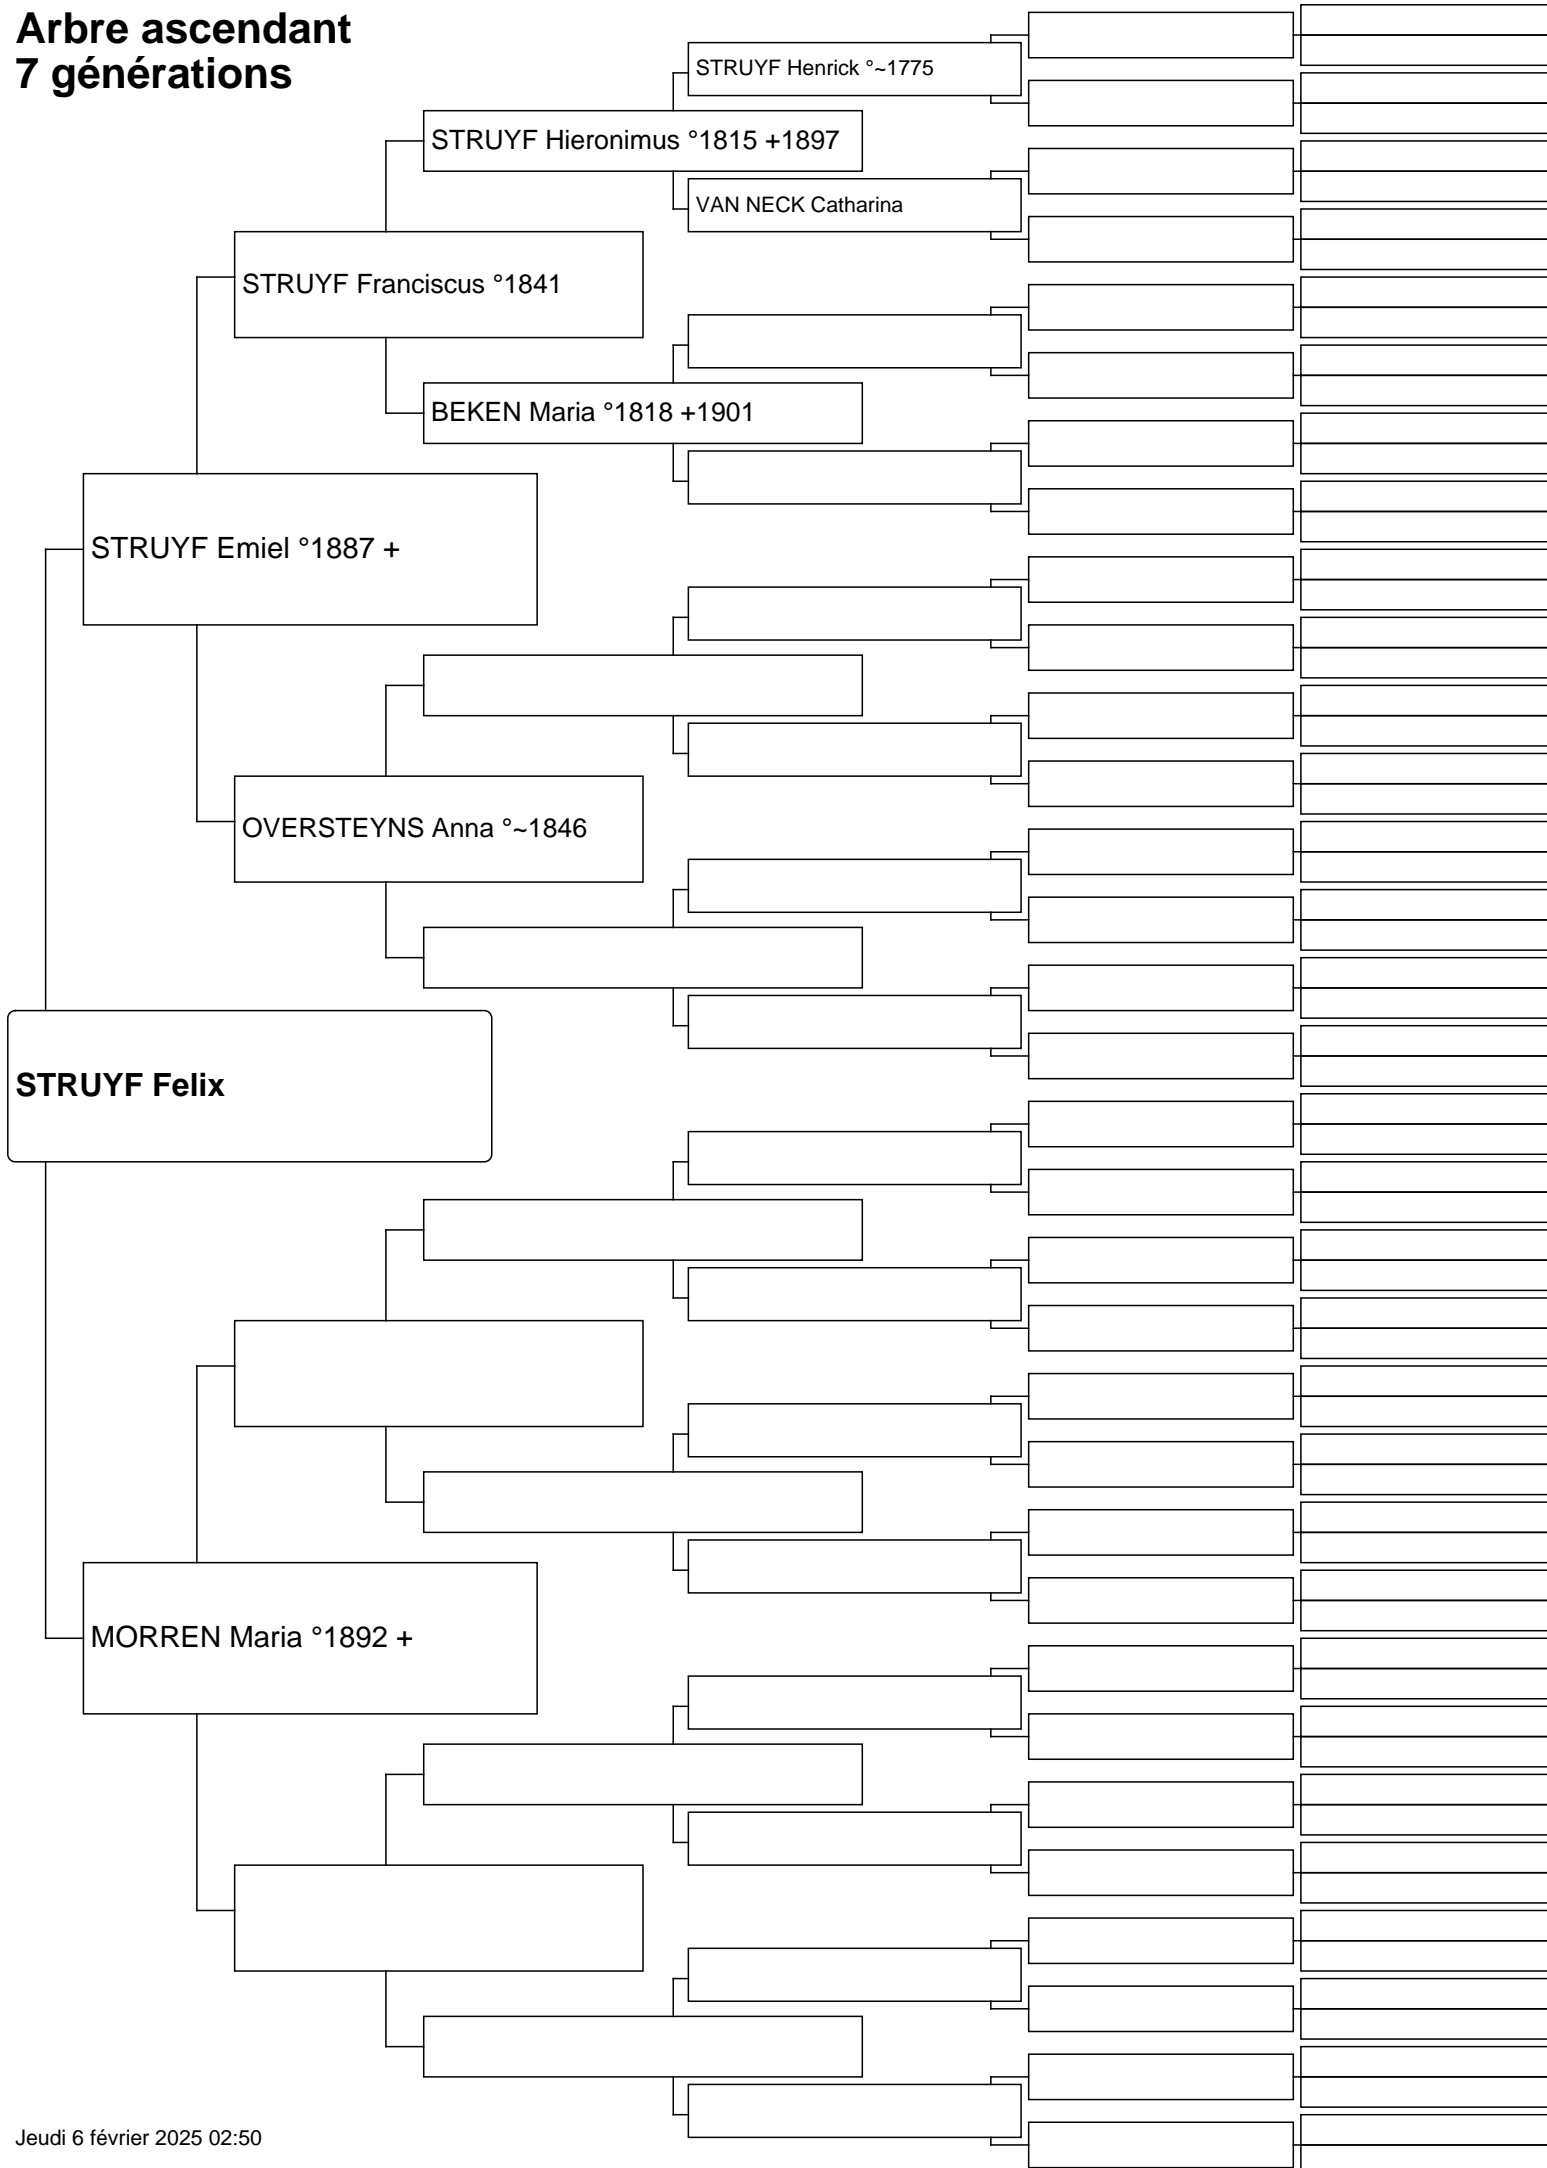 Arbre ascendant
7 générations
STRUYF Henrick °~1775
STRUYF Hieronimus °1815 +1897
VAN NECK Catharina
STRUYF Franciscus °1841
BEKEN Maria °1818 +1901
STRUYF Emiel °1887 +
OVERSTEYNS Anna °~1846
STRUYF Felix
MORREN Maria °1892 +
Jeudi 6 février 2025 02:50